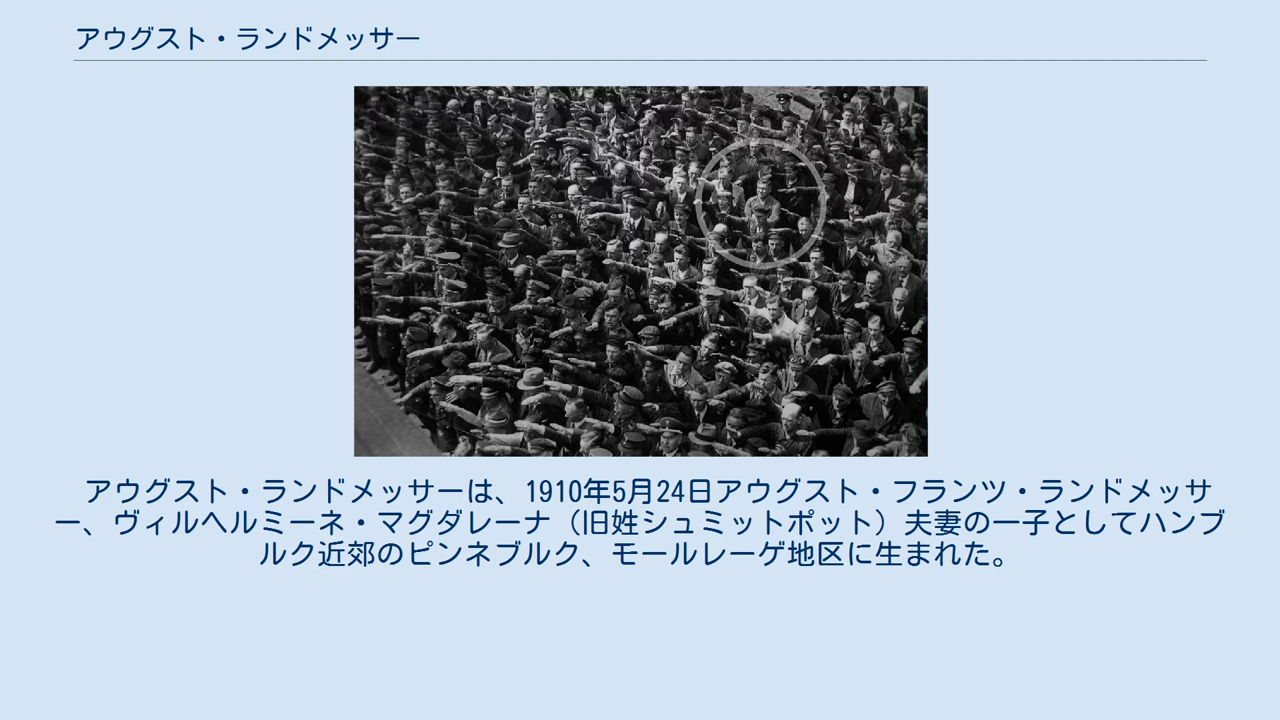 アウグスト・ランドメッサー
アウグスト・ランドメッサーは、1910年5月24日アウグスト・フランツ・ランドメッサ
ー、ヴィルヘルミーネ・マグダレーナ（旧姓シュミットポット）夫妻の一子としてハンブ
ルク近郊のピンネブルク、モールレーゲ地区に生まれた。